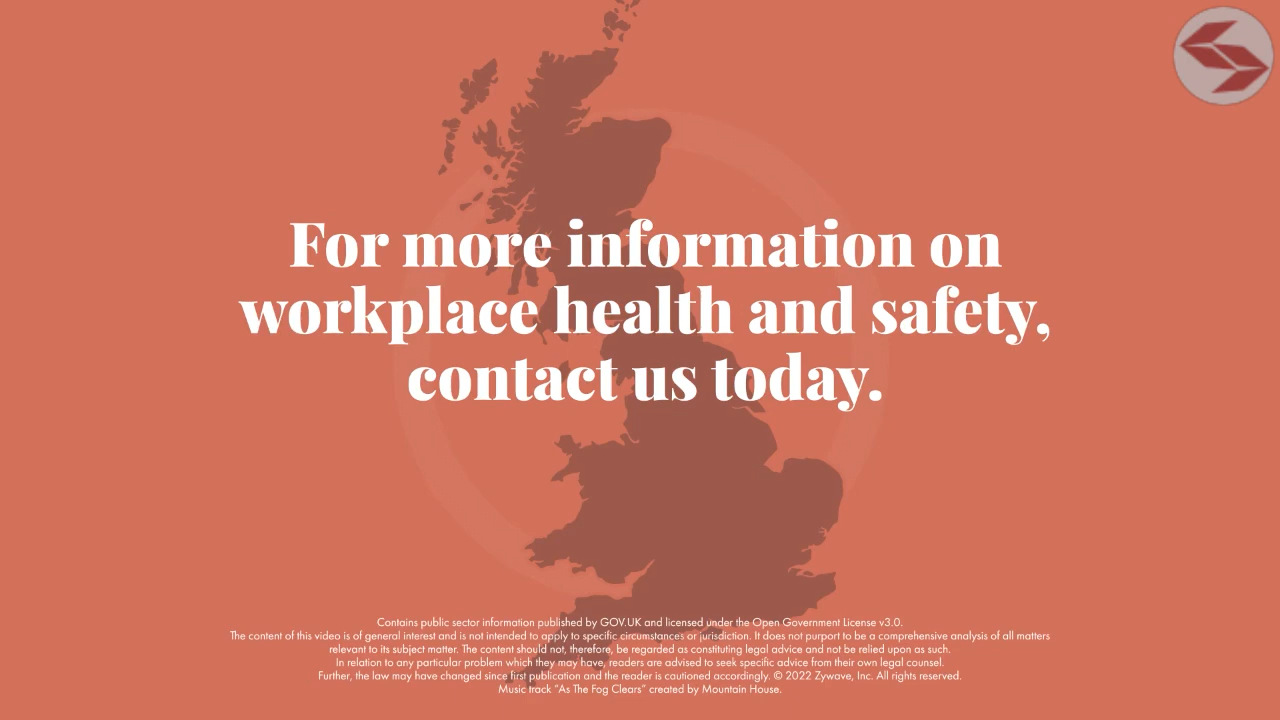 For more information on
workplace health and safety,
contact us today.
Contains public sector information published by GOV.UK and licensed under the Open Government License v3.0.
The content of this video is of general interest and is not intended to apply to specific circumstances or jurisdiction. It does not purport to be a comprehensive analysis of all matters
relevant to its subject matter. The content should not, therefore, be regarded as constituting legal advice and not be relied upon as such.
In relation to any particular problem which they may have, readers are advised to seek specific advice from their own legal counsel.
Further, the law may have changed since first publication and the reader is cautioned accordingly. © 2022 Zywave, Inc. All rights reserved.
Music track “As The Fog Clears” created by Mountain House.